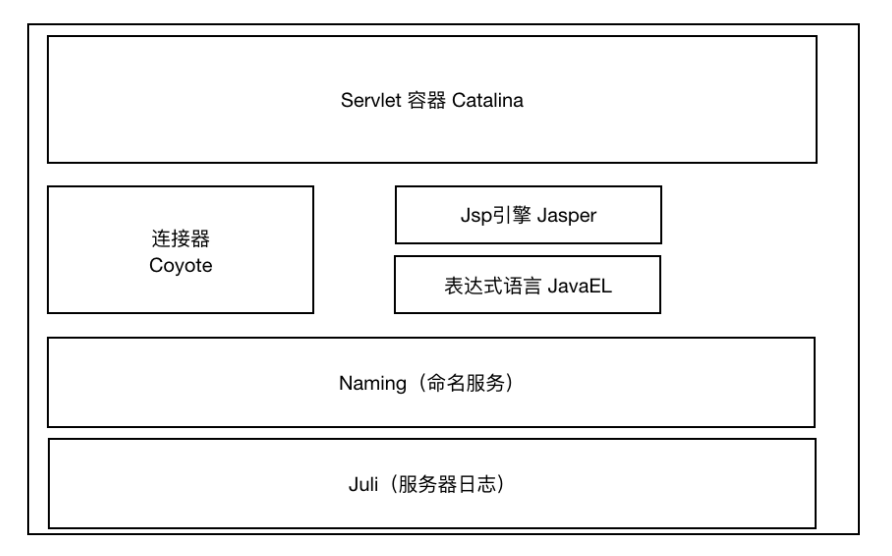 Servlet 容器 Catalina
连接器
Coyote
Jsp引擎 Jasper
表达式语言 JavaEL
Naming（命名服务）
Juli（服务器日志）